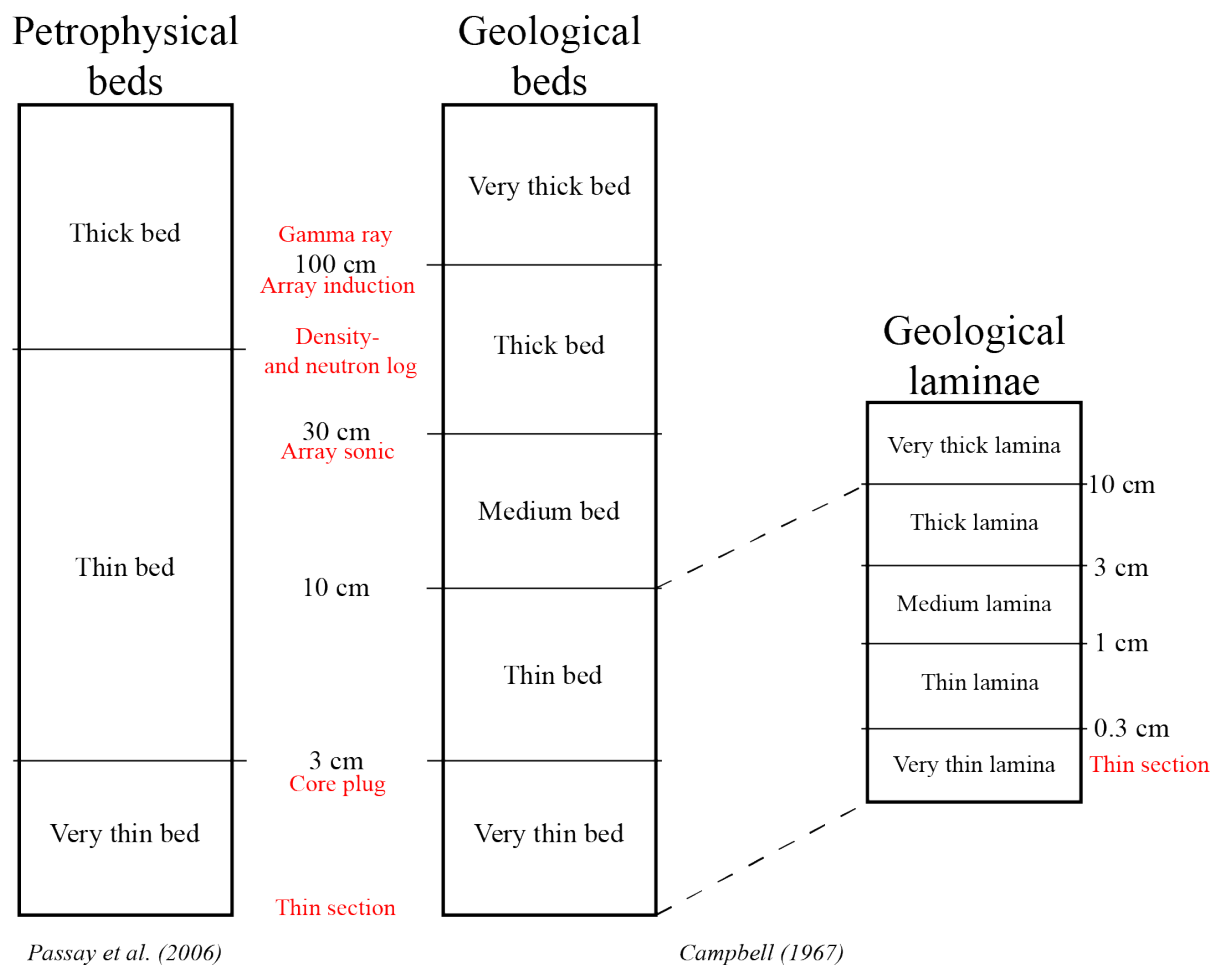 Petrophysical
beds
Thick bed
Thin bed
Very thin bed
Gamma ray
100 cm
Array induction
Density-
and neutron log
30 cm
Array sonic
10 cm
3 cm
Core plug
Thin section
Geological
beds
Very thick bed
Thick bed
Medium bed
Thin bed
Very thin bed
Geological
laminae
Very thick lamina
10 cm
Thick lamina
3 cm
Medium lamina
1 cm
Thin lamina
0.3 cm
Very thin lamina
Thin section
Passay et al. (2006)
Campbell (1967)